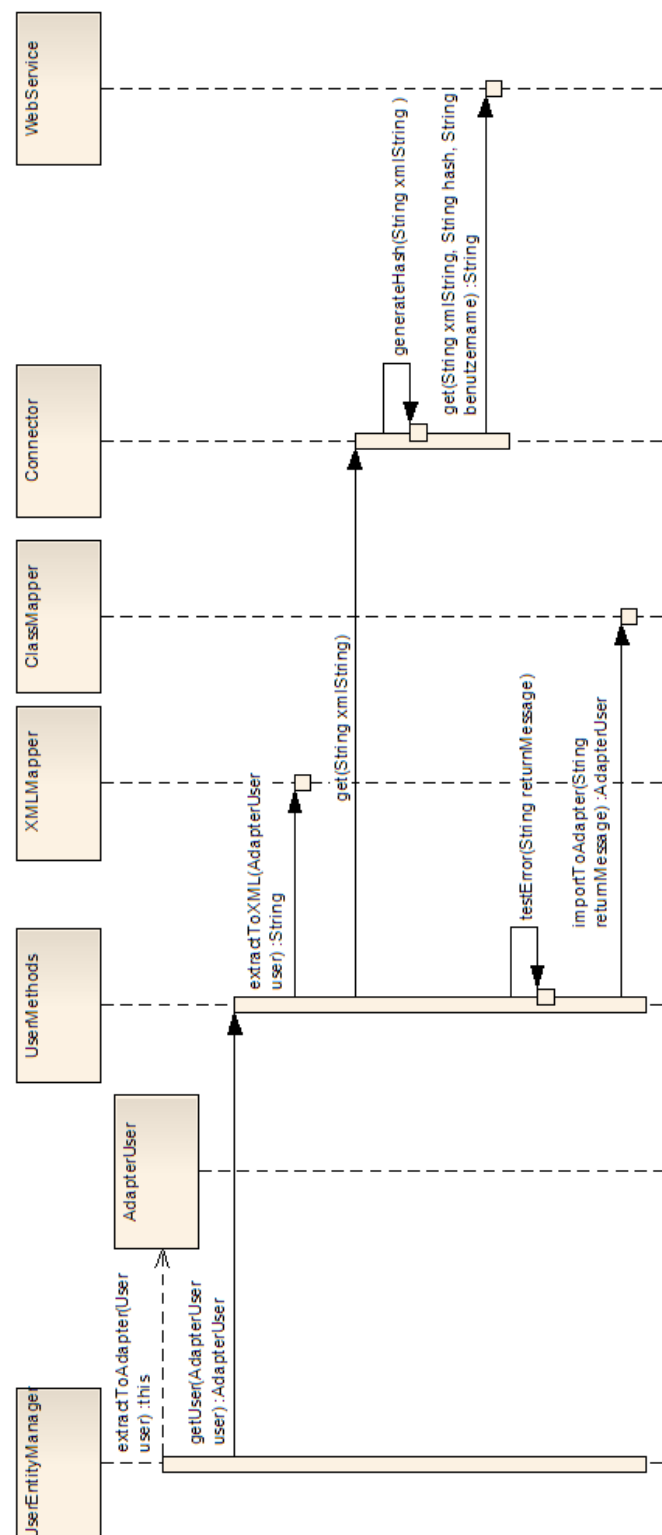 UserEntityManager
AdapterUser
UserMethods
XMLMapper
ClassMapper
Connector
WebService
extractToAdapter(User
user) :this
getUser(AdapterUser
user) :AdapterUser
extractToXML(AdapterUser
user) :String
get(String xmlString)
generateHash(String xmlString )
get(String xmlString, String hash, String
benutzername) :String
testError(String returnMessage)
importToAdapter(String
returnMessage) :AdapterUser